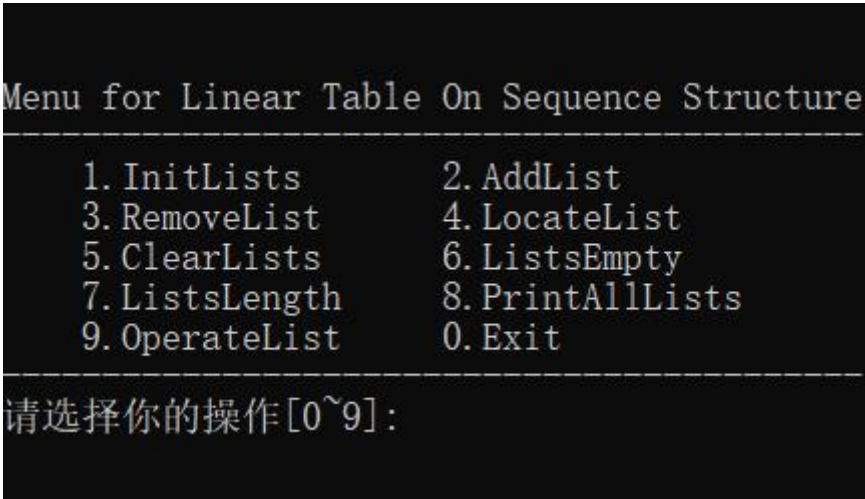 Menu for Linear Table On Sequence Structure
-------------------------------------------
1. InitLists 2. AddList
3. RemoveList 4. LocateList
5. ClearLists 6. ListsEmpty
7. ListsLength 8. PrintAllLists
9. OperateList 0. Exit
-------------------------------------------
请选择你的操作[0~9]: